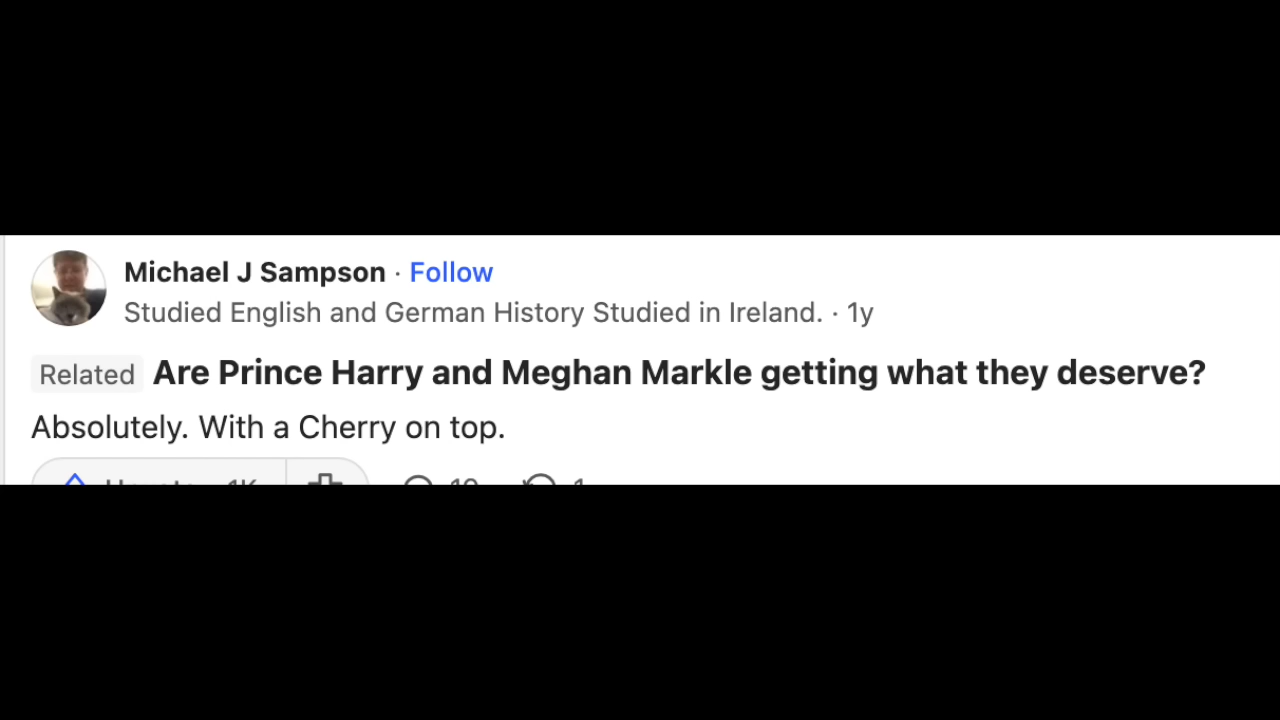 Michael J Sampson · Follow
Studied English and German History Studied in Ireland. · 1y
Related Are Prince Harry and Meghan Markle getting what they deserve?
Absolutely. With a Cherry on top.